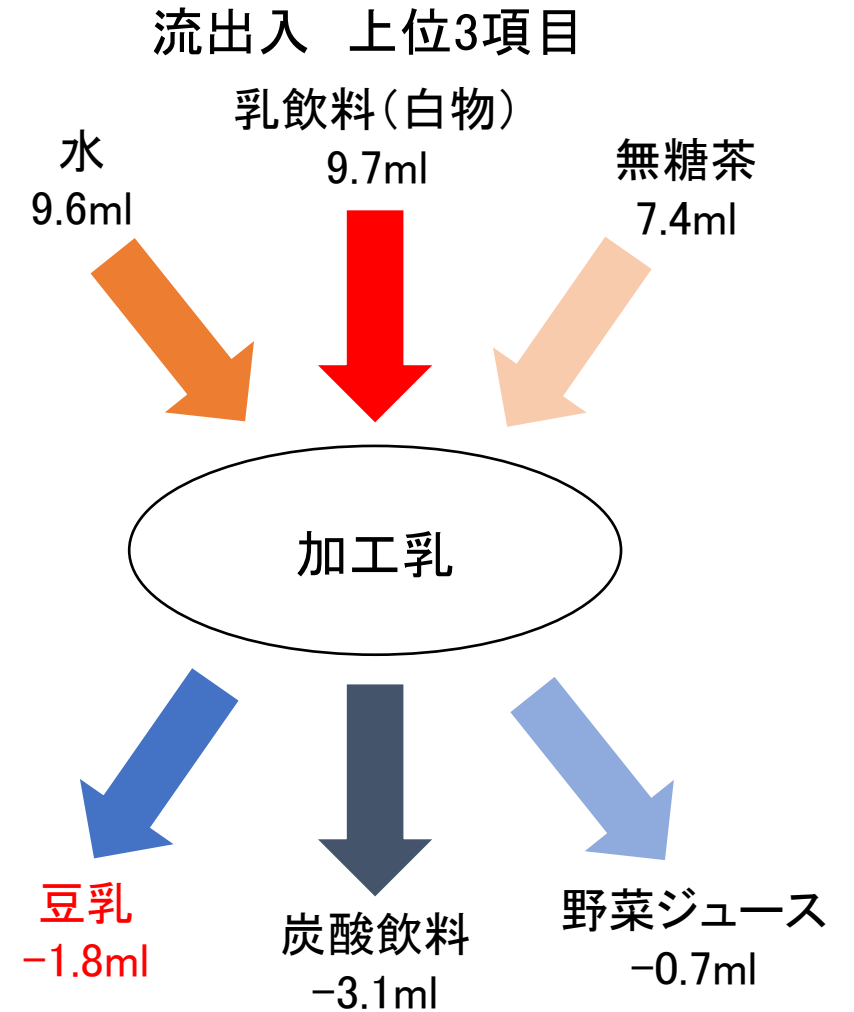 流出入　上位3項目
乳飲料（白物）
9.7ml
水
9.6ml
無糖茶
7.4ml
加工乳
豆乳
−1.8ml
炭酸飲料
−3.1ml
野菜ジュース
−0.7ml